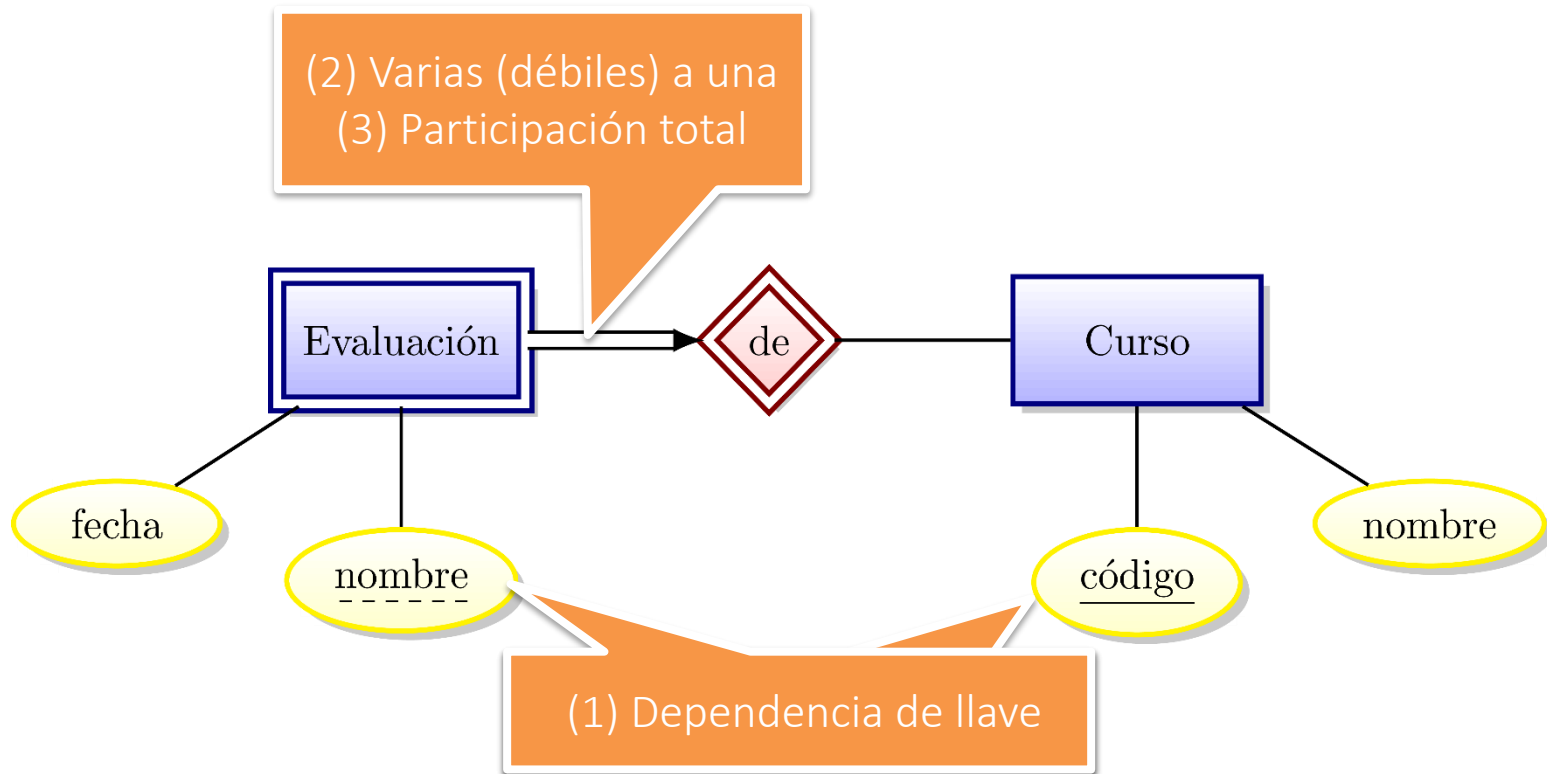 (2) Varias (débiles) a una
(3) Participación total
Evaluación
de
Curso
fecha
nombre
código
nombre
(1) Dependencia de llave